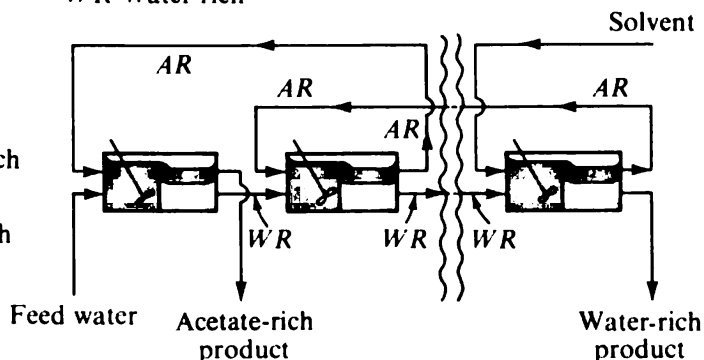 WR Water-rich
Solvent
AR
AR
AR
AR
ch
h
WR
WR
WR
Feed water
Acetate-rich
product
Water-rich
product